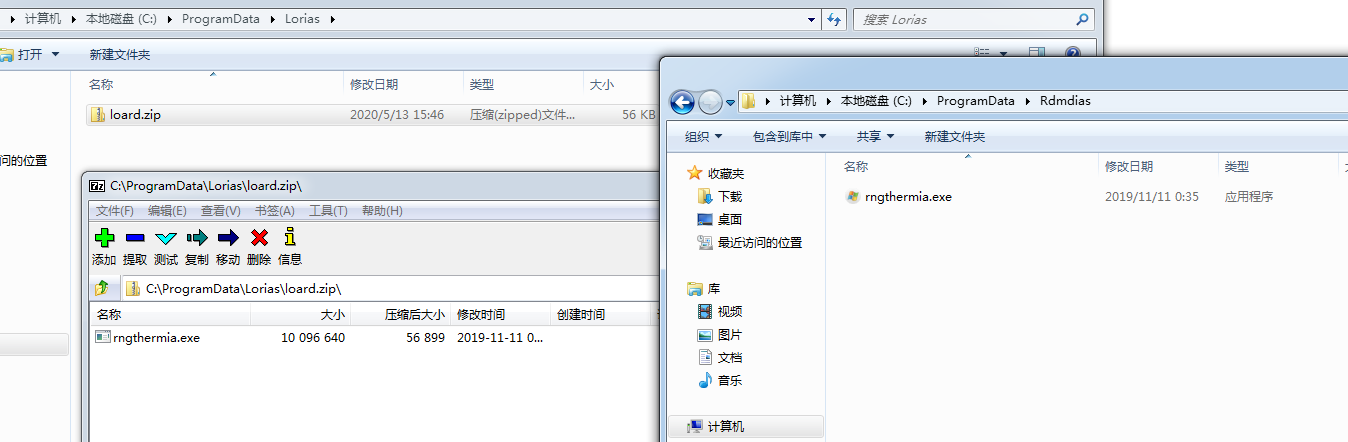 计算机 本地磁盘 (C:) ProgramData Lorias
搜索 Lorias
打开 新建文件夹
名称 修改日期 类型 大小
loard.zip 2020/5/13 15:46 压缩(zipped)文件... 56 KB
问的位置
C:\ProgramData\Lorias\loard.zip\
文件(F) 编辑(E) 查看(V) 书签(A) 工具(T) 帮助(H)
添加 提取 测试 复制 移动 删除 信息
C:\ProgramData\Lorias\loard.zip\
名称 大小 压缩后大小 修改时间 创建时间
rngthermia.exe 10 096 640 56 899 2019-11-11 0...
计算机 本地磁盘 (C:) ProgramData Rdmdias
组织 包含到库中 共享 新建文件夹
收藏夹
下载
桌面
最近访问的位置
库
视频
图片
文档
音乐
计算机
名称 修改日期 类型
rngthermia.exe 2019/11/11 0:35 应用程序